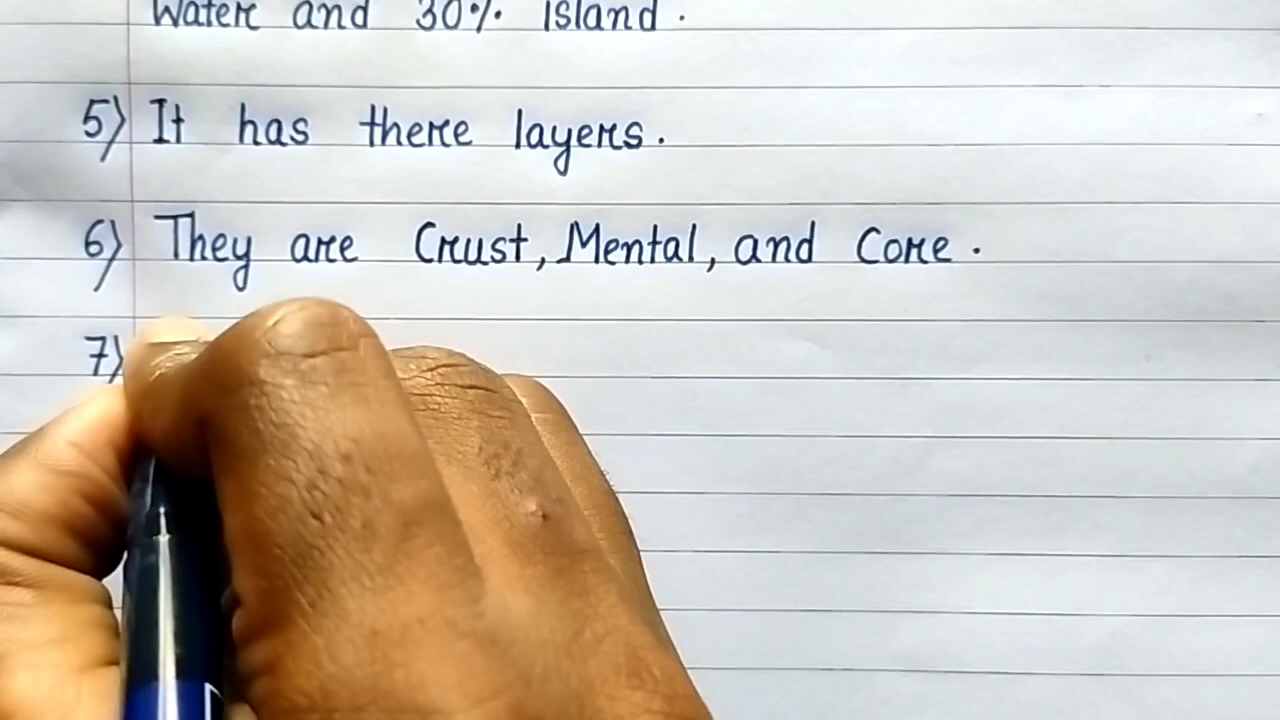 Water and 30% island.
5) It has there layers.
6) They are Crust, Mental, and Core.
7)